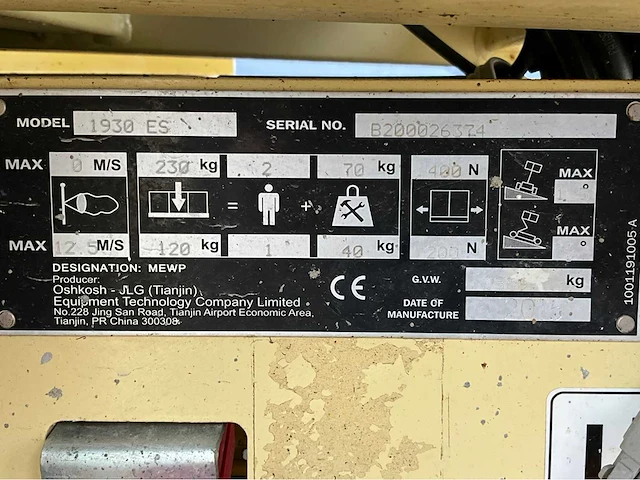 MODEL 1930 ES SERIAL NO. B200026374
MAX 0 M/S 230 kg 2 70 kg 400 N MAX °
= +
MAX 12.5 M/S 120 kg 1 40 kg 200 N MAX °
DESIGNATION: MEWP
Producer:
Oshkosh - JLG (Tianjin)
Equipment Technology Company Limited
No.228 Jing San Road, Tianjin Airport Economic Area,
Tianjin, PR China 300308
CE
G.V.W. kg
DATE OF
MANUFACTURE
1001191005 A